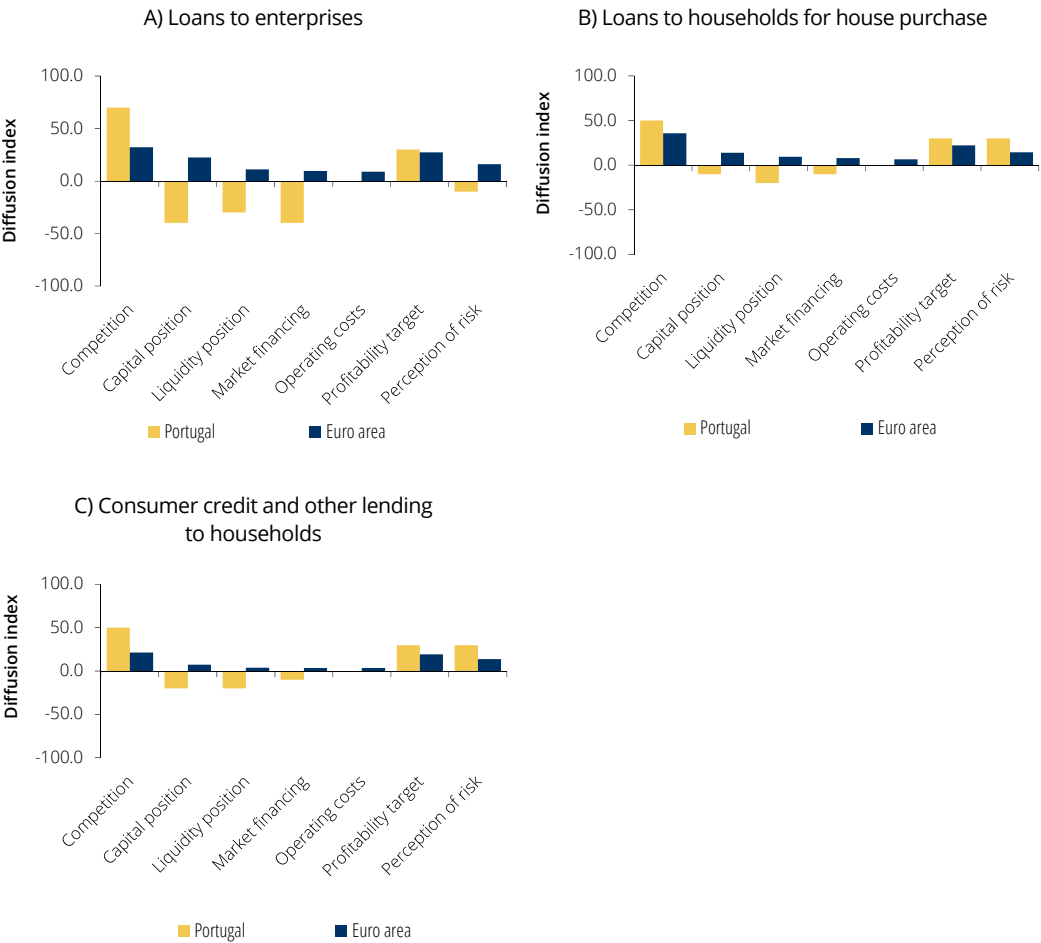 A) Loans to enterprises
100.0
50.0
0.0
-50.0
-100.0
Diffusion index
Competition
Capital position
Liquidity position
Market financing
Operating costs
Profitability target
Perception of risk
Portugal
Euro area
B) Loans to households for house purchase
100.0
50.0
0.0
-50.0
-100.0
Diffusion index
Competition
Capital position
Liquidity position
Market financing
Operating costs
Profitability target
Perception of risk
Portugal
Euro area
C) Consumer credit and other lending
to households
100.0
50.0
0.0
-50.0
-100.0
Diffusion index
Competition
Capital position
Liquidity position
Market financing
Operating costs
Profitability target
Perception of risk
Portugal
Euro area